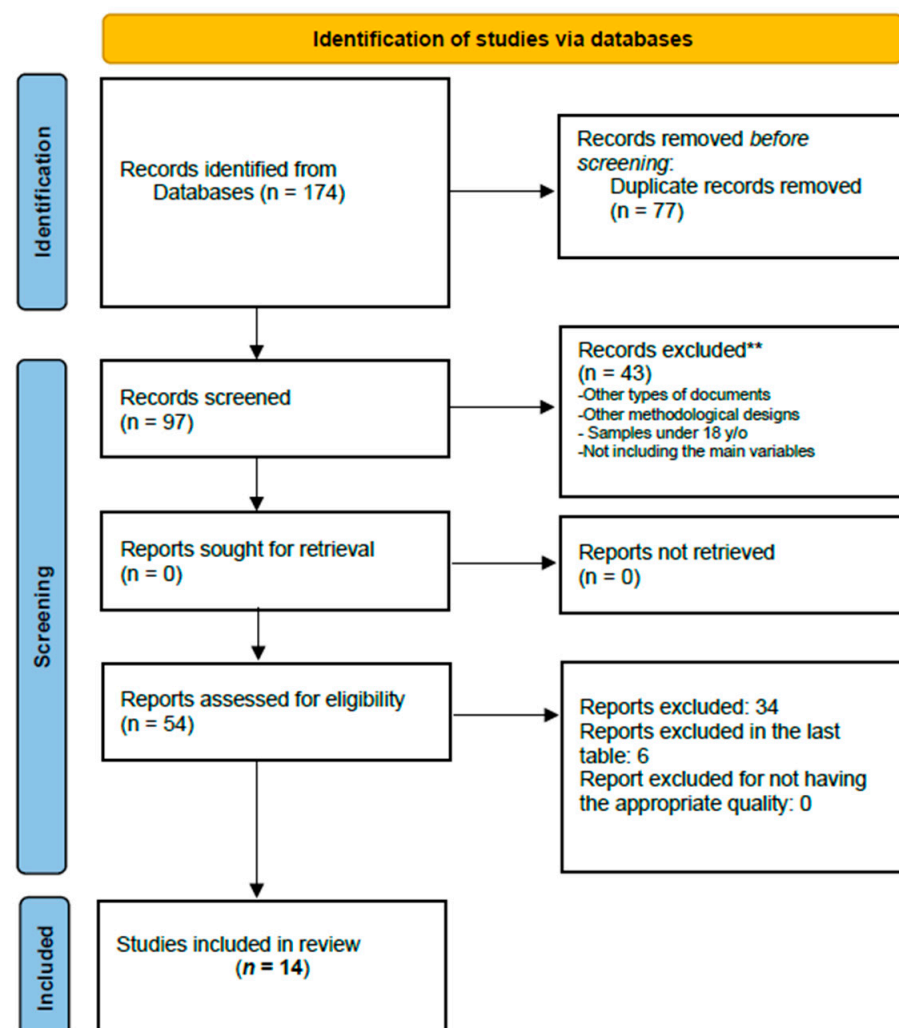 Identification of studies via databases
Identification
Records identified from
Databases (n = 174)
Records removed before
screening:
Duplicate records removed
(n = 77)
Screening
Records screened
(n = 97)
Records excluded**
(n = 43)
-Other types of documents
-Other methodological designs
- Samples under 18 y/o
-Not including the main variables
Reports sought for retrieval
(n = 0)
Reports not retrieved
(n = 0)
Reports assessed for eligibility
(n = 54)
Reports excluded: 34
Reports excluded in the last
table: 6
Report excluded for not having
the appropriate quality: 0
Included
Studies included in review
(n = 14)